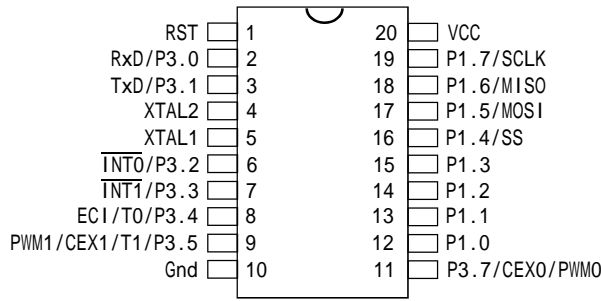 RST 1 20 VCC
RxD/P3.0 2 19 P1.7/SCLK
TxD/P3.1 3 18 P1.6/MISO
XTAL2 4 17 P1.5/MOSI
XTAL1 5 16 P1.4/SS
INT0/P3.2 6 15 P1.3
INT1/P3.3 7 14 P1.2
ECI/T0/P3.4 8 13 P1.1
PWM1/CEX1/T1/P3.5 9 12 P1.0
Gnd 10 11 P3.7/CEX0/PWM0